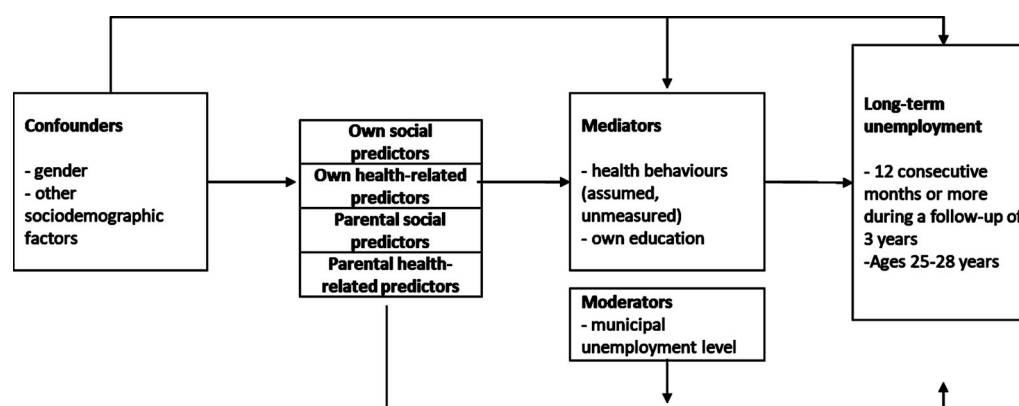 Confounders
- gender
- other
sociodemographic
factors
Own social
predictors
Own health-related
predictors
Parental social
predictors
Parental health-
related predictors
Mediators
- health behaviours
(assumed,
unmeasured)
- own education
Moderators
- municipal
unemployment level
Long-term
unemployment
- 12 consecutive
months or more
during a follow-up of
3 years
-Ages 25-28 years